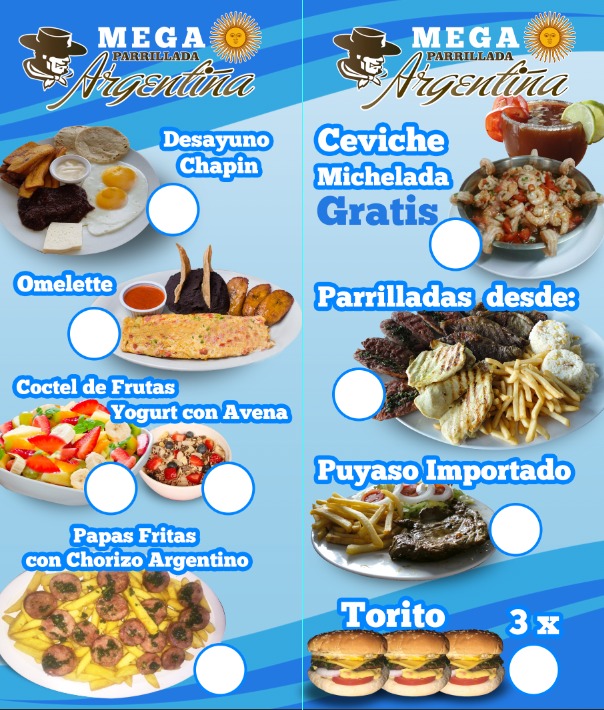 MEGA
PARRILLADA
Argentina
Desayuno
Chapin
Omelette
Coctel de Frutas
Yogurt con Avena
Papas Fritas
con Chorizo Argentino
MEGA
PARRILLADA
Argentina
Ceviche
Michelada
Gratis
Parrilladas desde:
Puyaso Importado
Torito
3 x